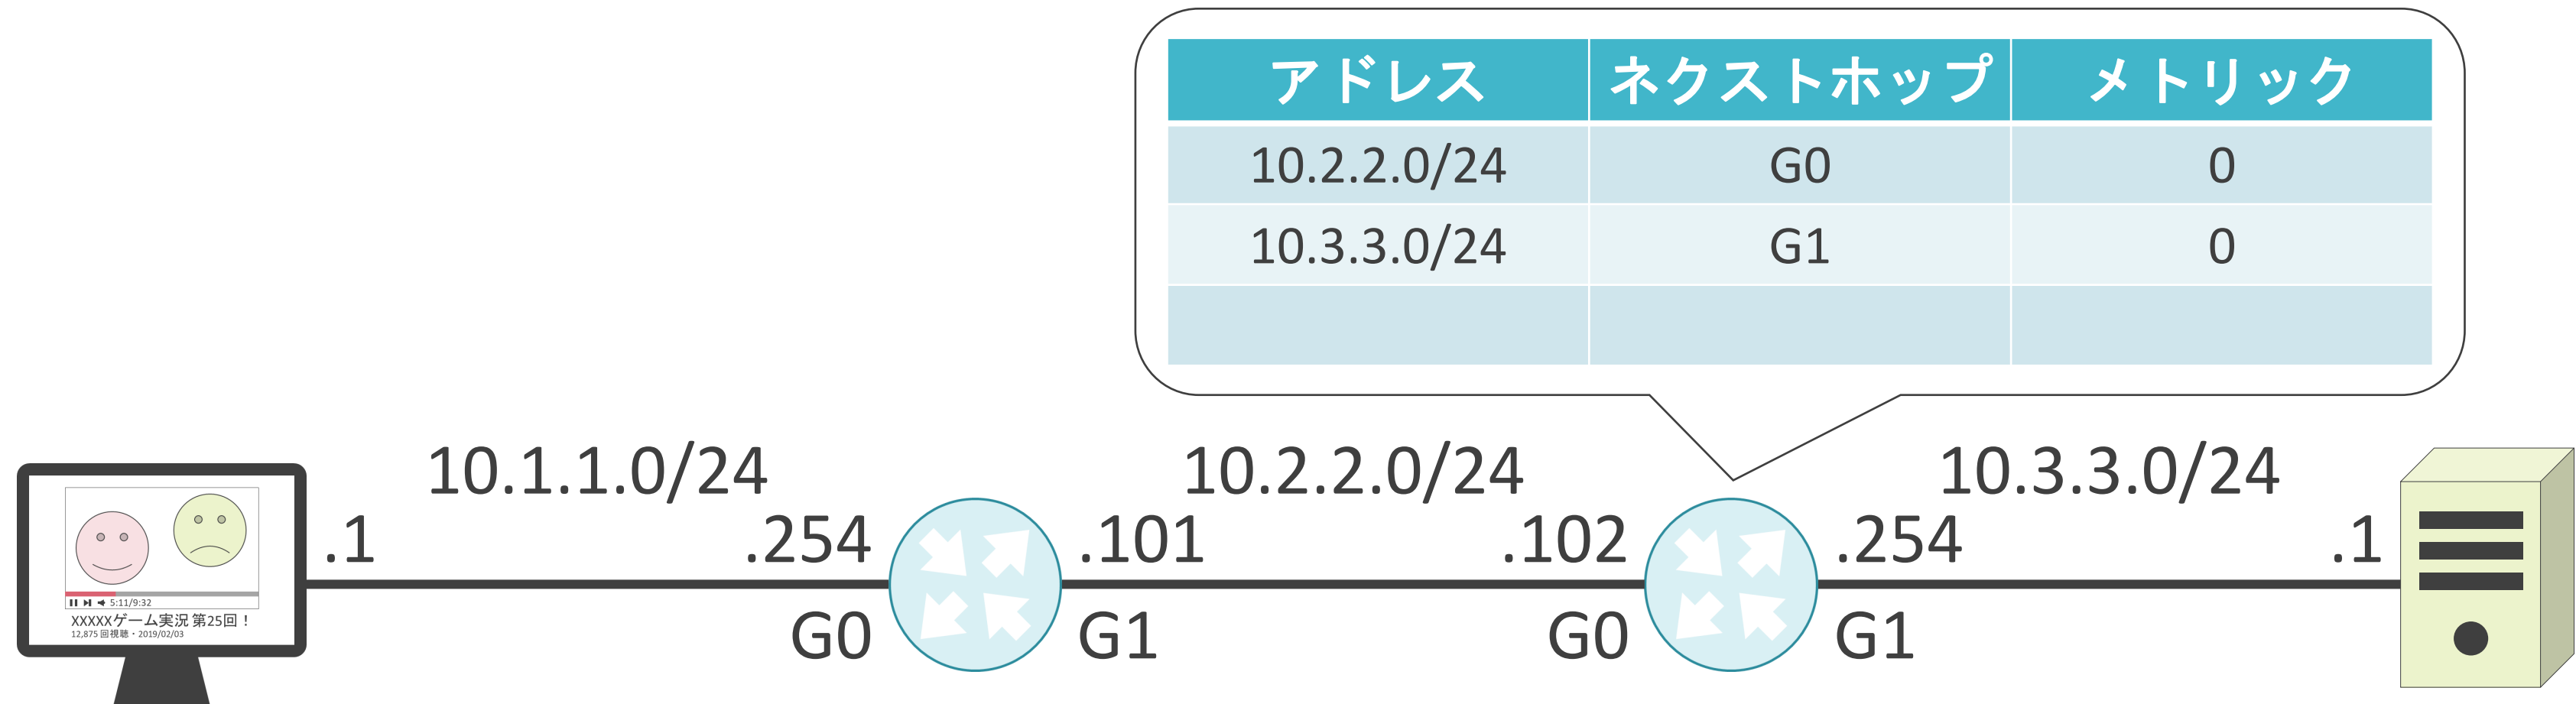 アドレス ネクストホップ メトリック
10.2.2.0/24 G0 0
10.3.3.0/24 G1 0
10.1.1.0/24 10.2.2.0/24 10.3.3.0/24
.1 .254 .101 .102 .254 .1
G0 G1 G0 G1
5:11/9:32
XXXXXゲーム実況 第25回！
12,875 回視聴・2019/02/03